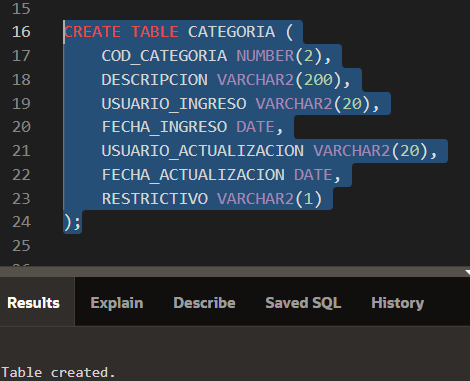 15
16 CREATE TABLE CATEGORIA (
17 COD_CATEGORIA NUMBER(2),
18 DESCRIPCION VARCHAR2(200),
19 USUARIO_INGRESO VARCHAR2(20),
20 FECHA_INGRESO DATE,
21 USUARIO_ACTUALIZACION VARCHAR2(20),
22 FECHA_ACTUALIZACION DATE,
23 RESTRICTIVO VARCHAR2(1)
24 );
25
Results Explain Describe Saved SQL History
Table created.